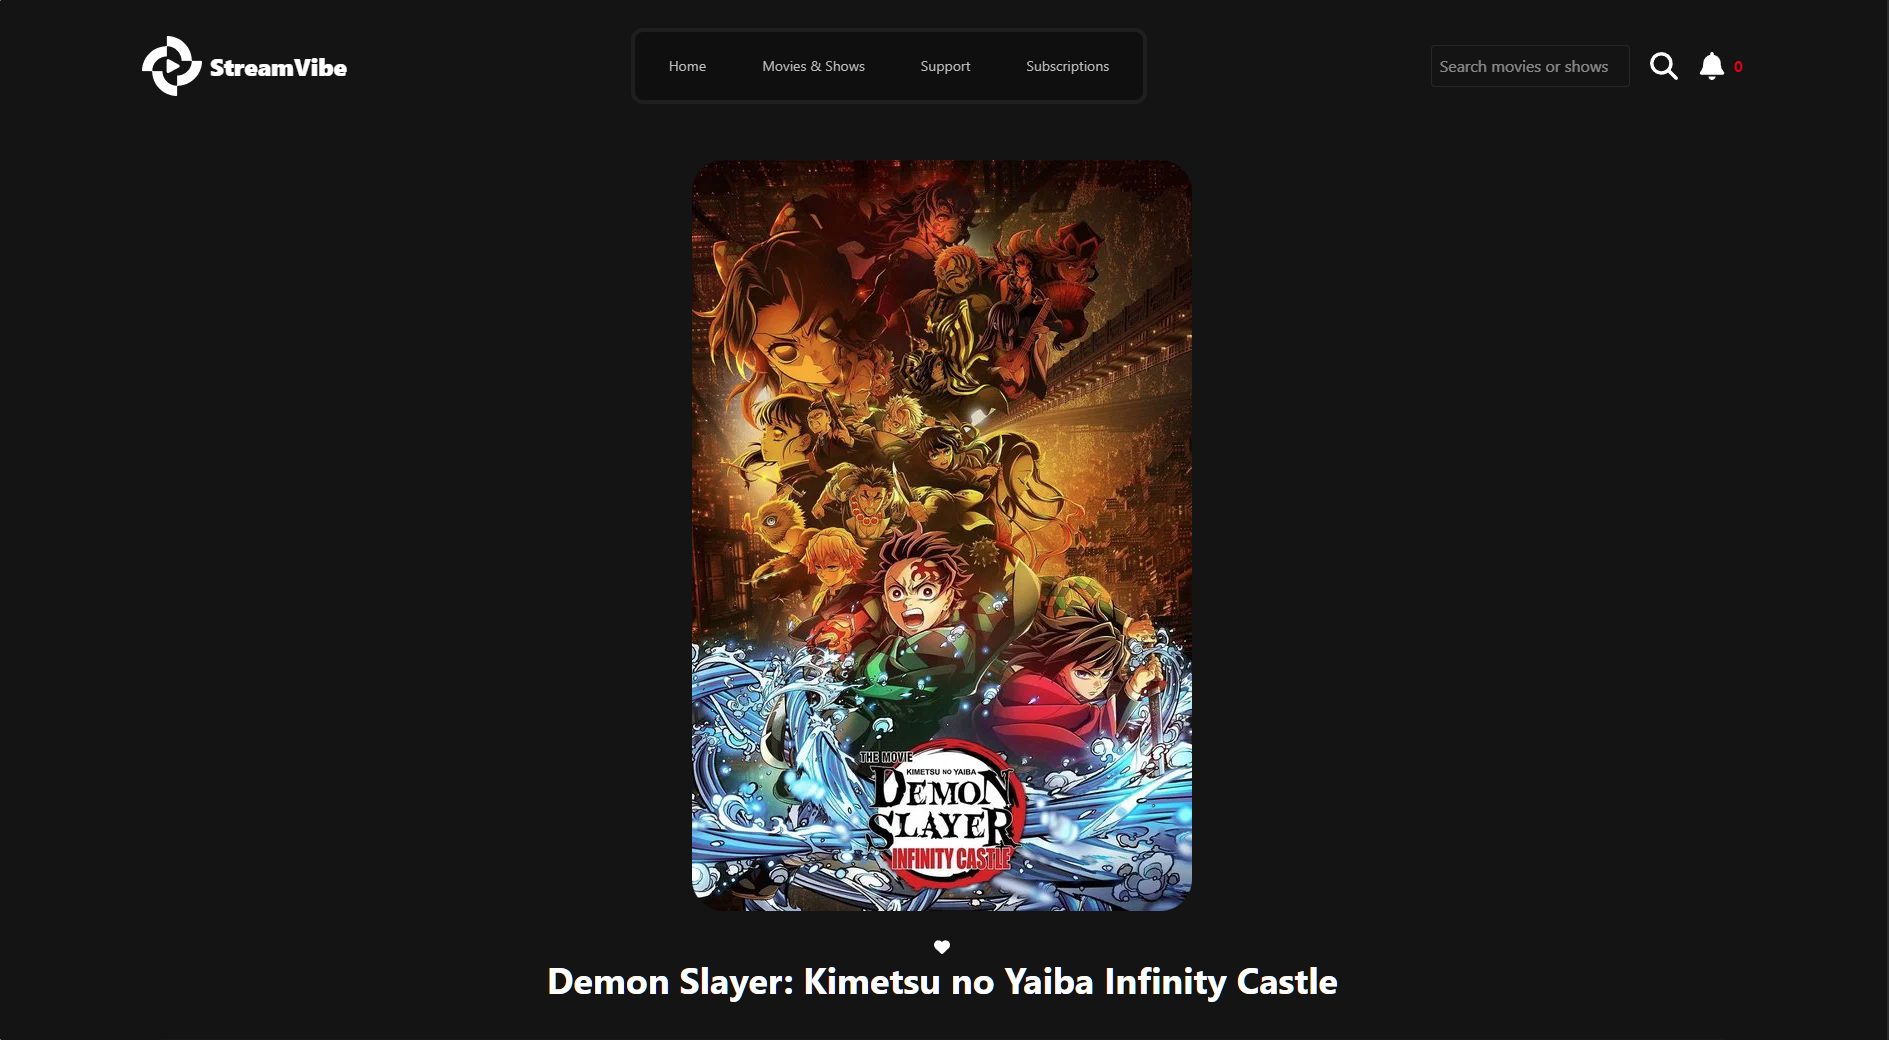 StreamVibe
Home
Movies & Shows
Support
Subscriptions
Search movies or shows
0
THE MOVIE
KIMETSU NO YAIBA
DEMON
SLAYER
INFINITY CASTLE
Demon Slayer: Kimetsu no Yaiba Infinity Castle